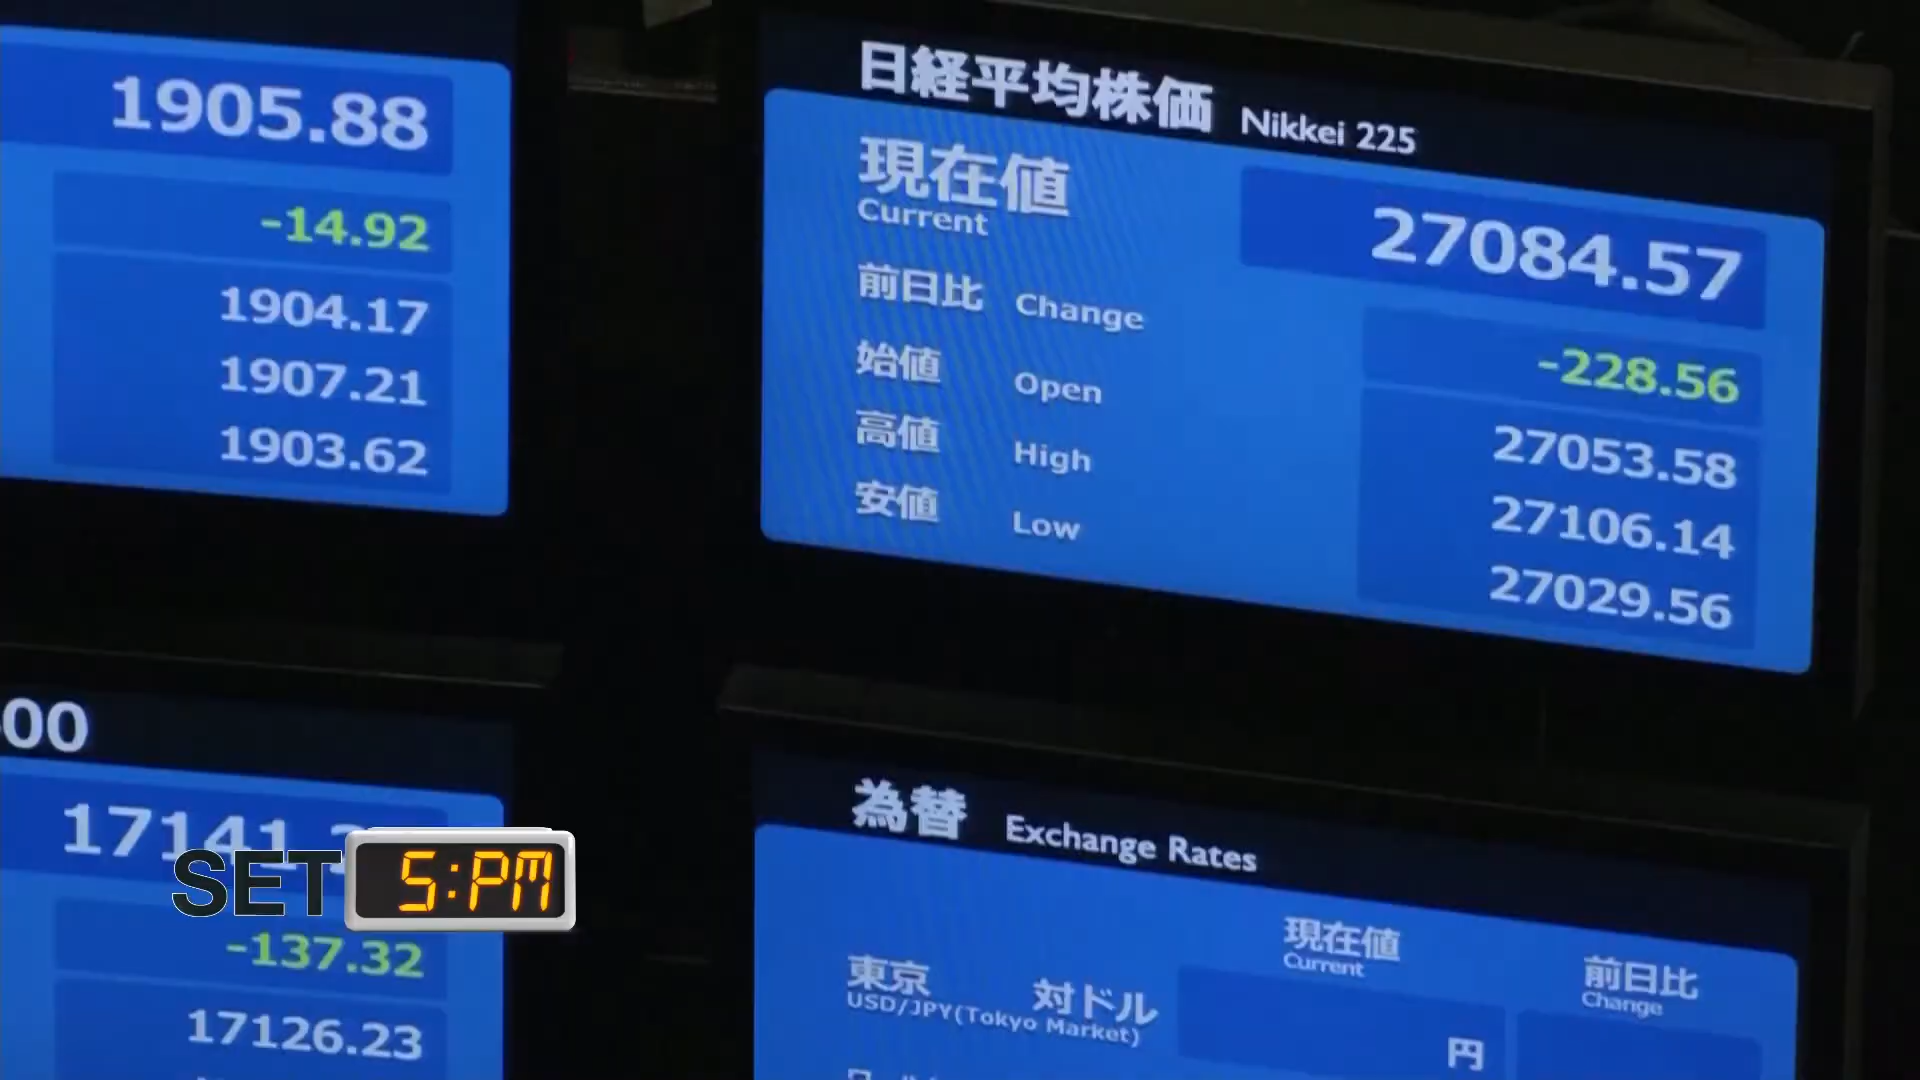 1905.88
-14.92
1904.17
1907.21
1903.62
日経平均株価 Nikkei 225
現在値 27084.57
Current
前日比 Change -228.56
始値 Open 27053.58
高値 High 27106.14
安値 Low 27029.56
00
17141.
SET 5:PM
-137.32
17126.23
為替 Exchange Rates
現在値 前日比
Current Change
東京 対ドル
USD/JPY(Tokyo Market)
円